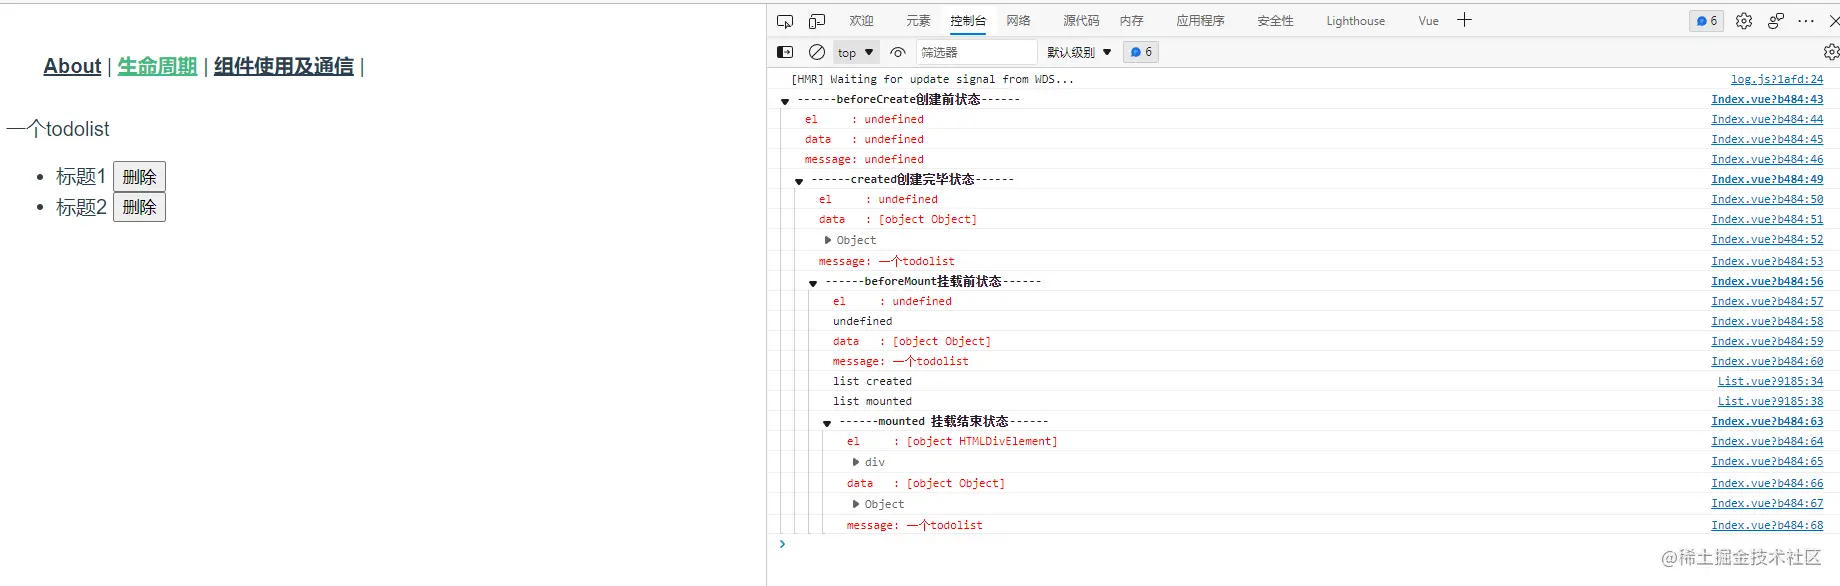 About | 生命周期 | 组件使用及通信 |
一个todolist
标题1 删除
标题2 删除
欢迎 元素 控制台 网络 源代码 内存 应用程序 安全性 Lighthouse Vue 6
top 筛选器 默认级别 6
[HMR] Waiting for update signal from WDS... log.js?1afd:24
------beforeCreate创建前状态------ Index.vue?b484:43
el : undefined Index.vue?b484:44
data : undefined Index.vue?b484:45
message: undefined Index.vue?b484:46
------created创建完毕状态------ Index.vue?b484:49
el : undefined Index.vue?b484:50
data : [object Object] Index.vue?b484:51
Object Index.vue?b484:52
message: 一个todolist Index.vue?b484:53
------beforeMount挂载前状态------ Index.vue?b484:56
el : undefined Index.vue?b484:57
undefined Index.vue?b484:58
data : [object Object] Index.vue?b484:59
message: 一个todolist Index.vue?b484:60
list created List.vue?9185:34
list mounted List.vue?9185:38
------mounted 挂载结束状态------ Index.vue?b484:63
el : [object HTMLDivElement] Index.vue?b484:64
div Index.vue?b484:65
data : [object Object] Index.vue?b484:66
Object Index.vue?b484:67
message: 一个todolist Index.vue?b484:68
@稀土掘金技术社区